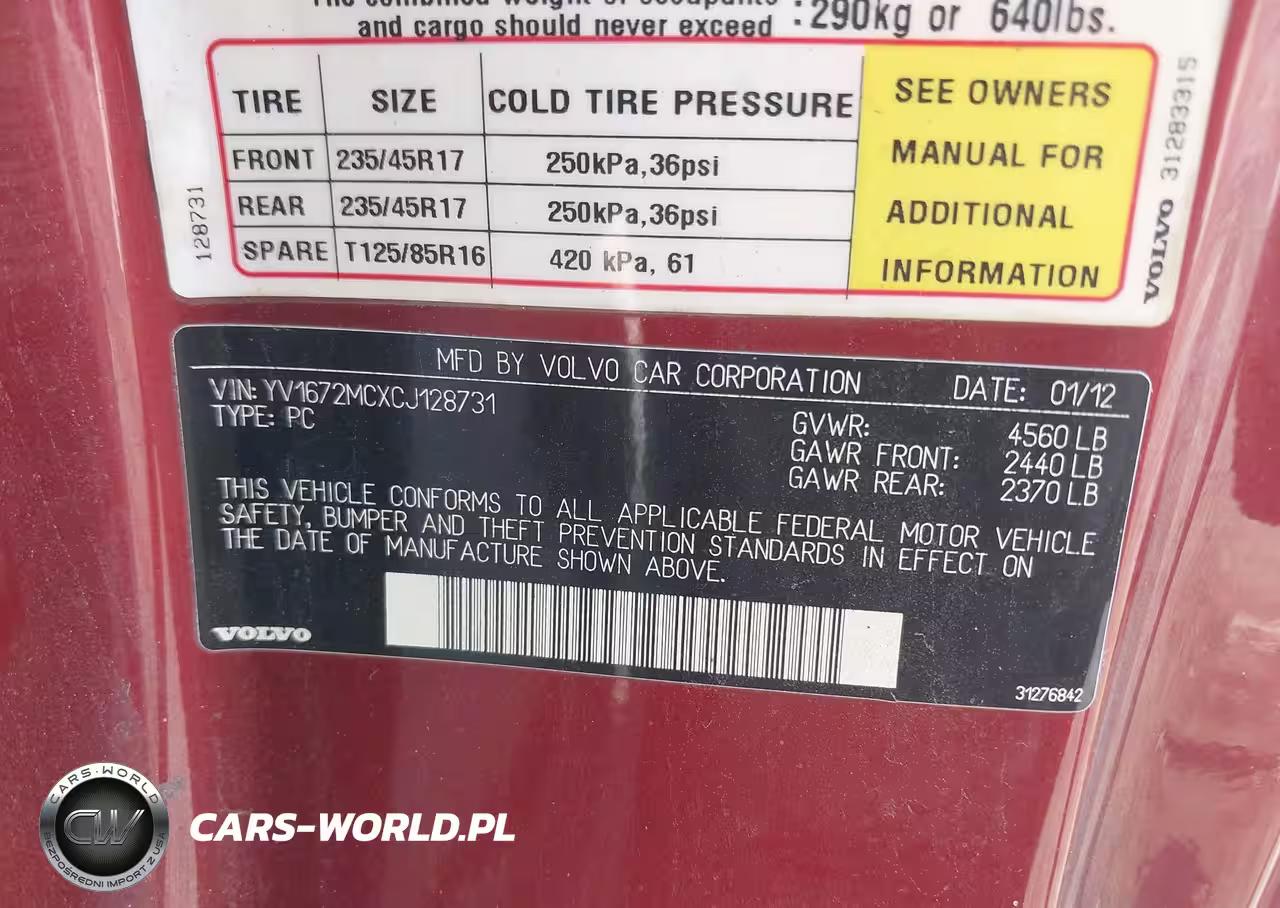 and cargo should never exceed : 290kg or 640lbs.
TIRE SIZE COLD TIRE PRESSURE
FRONT 235/45R17 250kPa,36psi
REAR 235/45R17 250kPa,36psi
SPARE T125/85R16 420 kPa, 61
SEE OWNERS
MANUAL FOR
ADDITIONAL
INFORMATION
128731
VOLVO 31283315
MFD BY VOLVO CAR CORPORATION DATE: 01/12
VIN: YV1672MCXCJ128731
TYPE: PC
GVWR: 4560 LB
GAWR FRONT: 2440 LB
GAWR REAR: 2370 LB
THIS VEHICLE CONFORMS TO ALL APPLICABLE FEDERAL MOTOR VEHICLE
SAFETY, BUMPER AND THEFT PREVENTION STANDARDS IN EFFECT ON
THE DATE OF MANUFACTURE SHOWN ABOVE.
VOLVO
31276842
CARS-WORLD
CW
BEZPOŚREDNI IMPORT Z USA
CARS-WORLD.PL